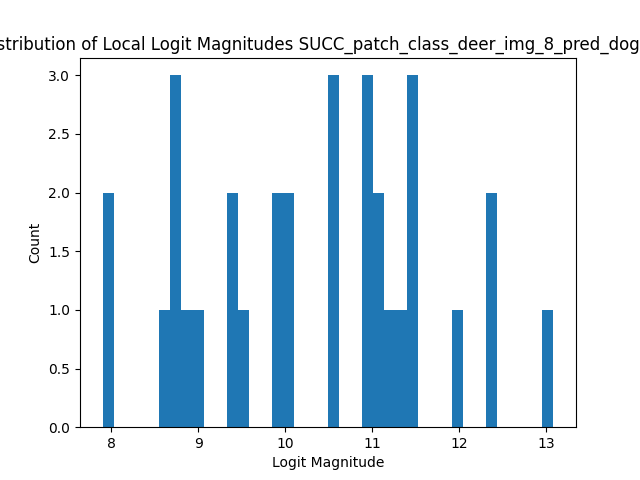 stribution of Local Logit Magnitudes SUCC_patch_class_deer_img_8_pred_dog
3.0
2.5
2.0
1.5
1.0
0.5
0.0
Count
8 9 10 11 12 13
Logit Magnitude